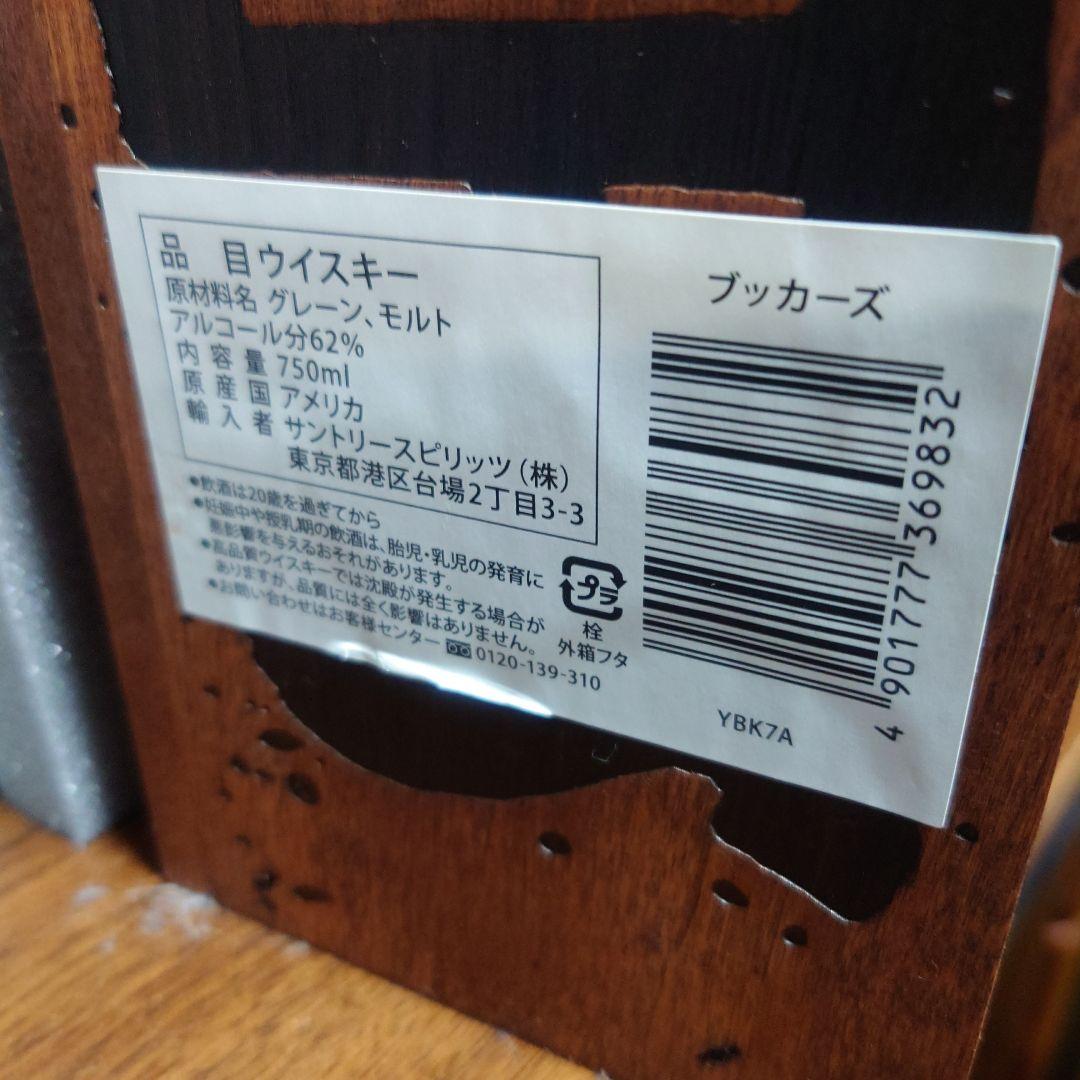 品 目 ウイスキー
原材料名 グレーン、モルト
アルコール分62%
内容量 750ml
原産国 アメリカ
輸入者 サントリースピリッツ(株)
東京都港区台場2丁目3-3
●飲酒は20歳を過ぎてから
●妊娠中や授乳期の飲酒は、胎児・乳児の発育に
悪影響を与えるおそれがあります。
●高品質ウイスキーでは沈殿が発生する場合が
ありますが、品質には全く影響はありません。
●お問い合わせはお客様センター 0120-139-310
プラ
栓
外箱フタ
ブッカーズ
4 901777 369832
YBK7A